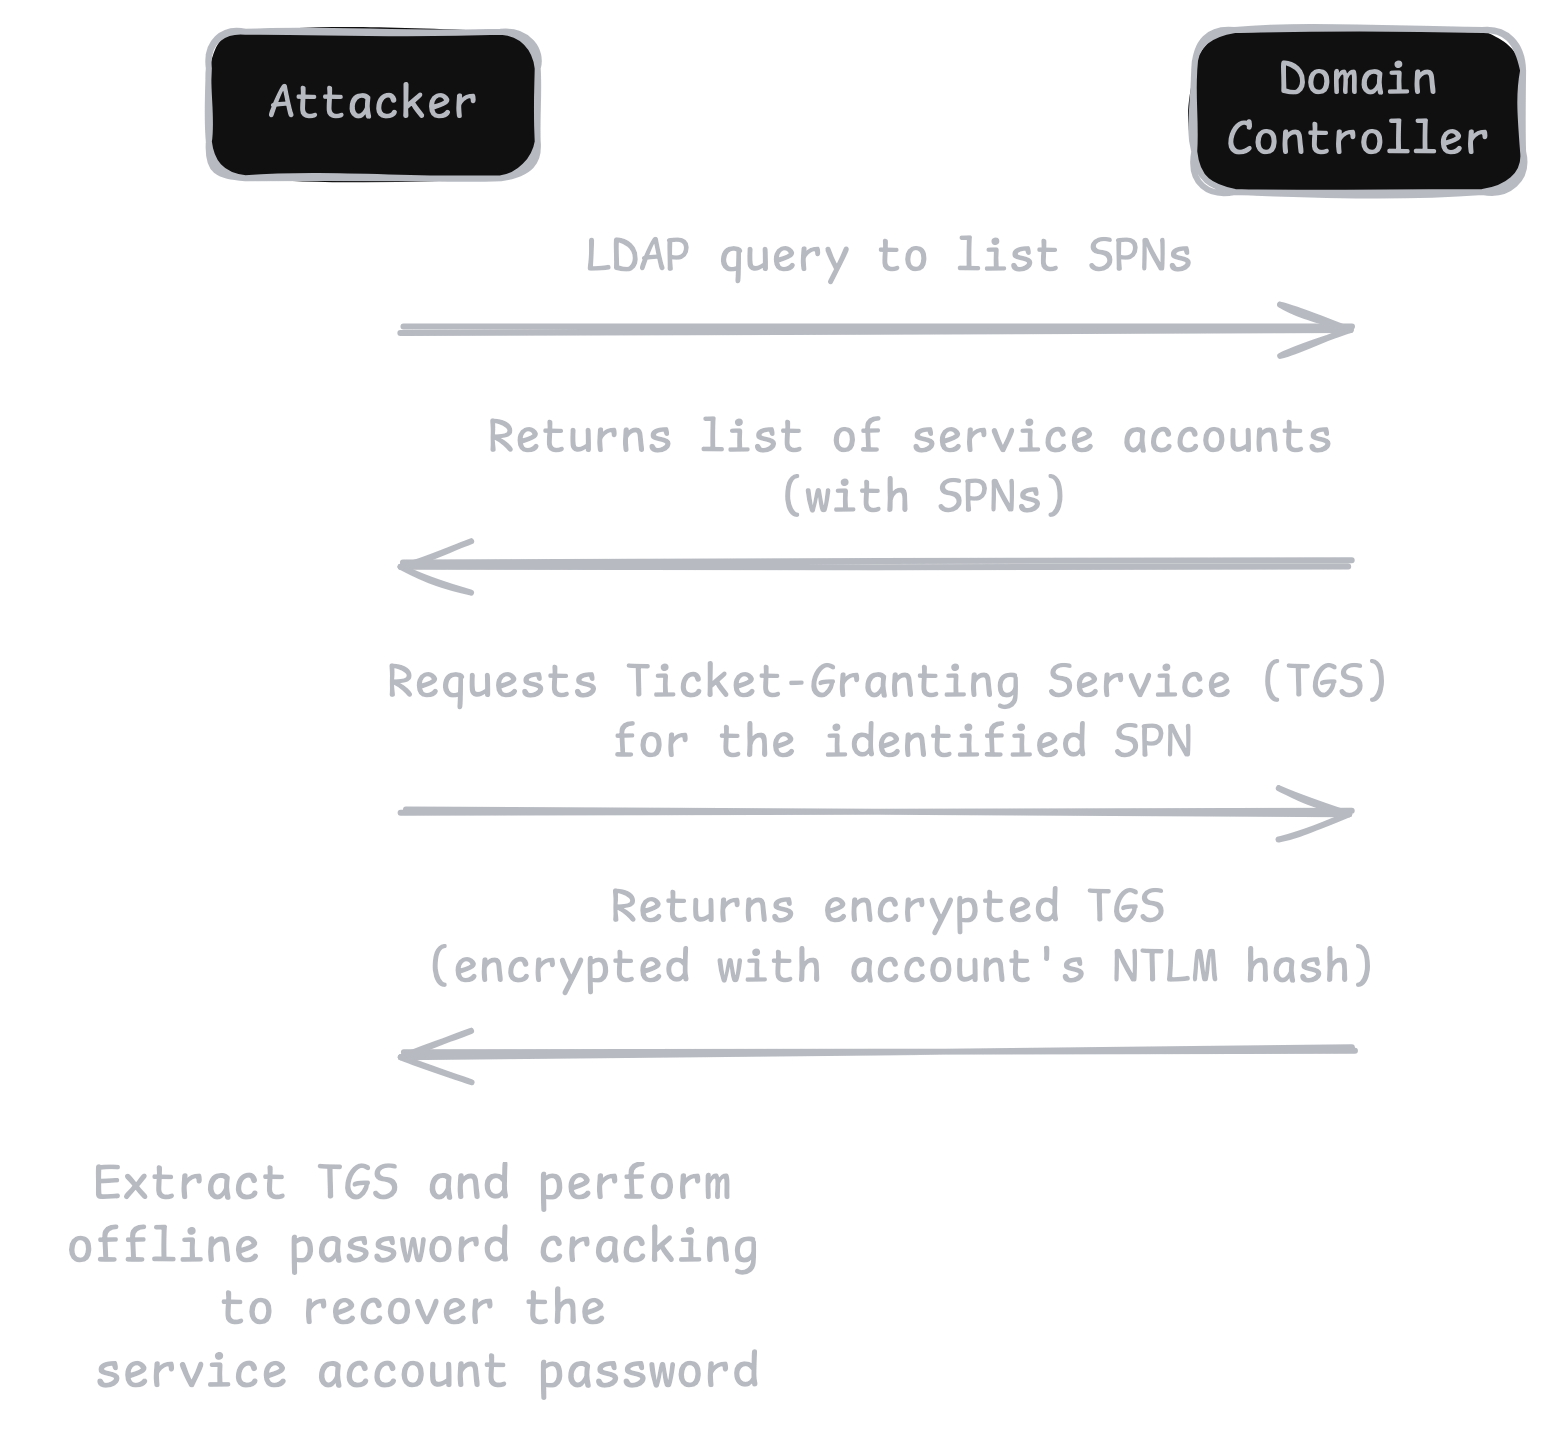 Attacker
Domain
Controller
LDAP query to list SPNs
Returns list of service accounts
(with SPNs)
Requests Ticket-Granting Service (TGS)
for the identified SPN
Returns encrypted TGS
(encrypted with account's NTLM hash)
Extract TGS and perform
offline password cracking
to recover the
service account password